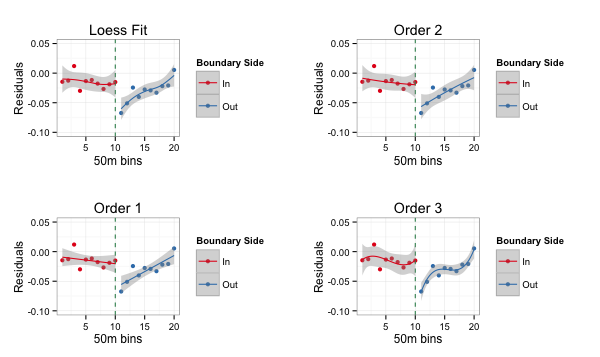 Loess Fit
Residuals
0.05
0.00
-0.05
-0.10
5
10
15
20
50m bins
Boundary Side
In
Out
Order 2
Residuals
0.05
0.00
-0.05
-0.10
5
10
15
20
50m bins
Boundary Side
In
Out
Order 1
Residuals
0.05
0.00
-0.05
-0.10
5
10
15
20
50m bins
Boundary Side
In
Out
Order 3
Residuals
0.05
0.00
-0.05
-0.10
5
10
15
20
50m bins
Boundary Side
In
Out